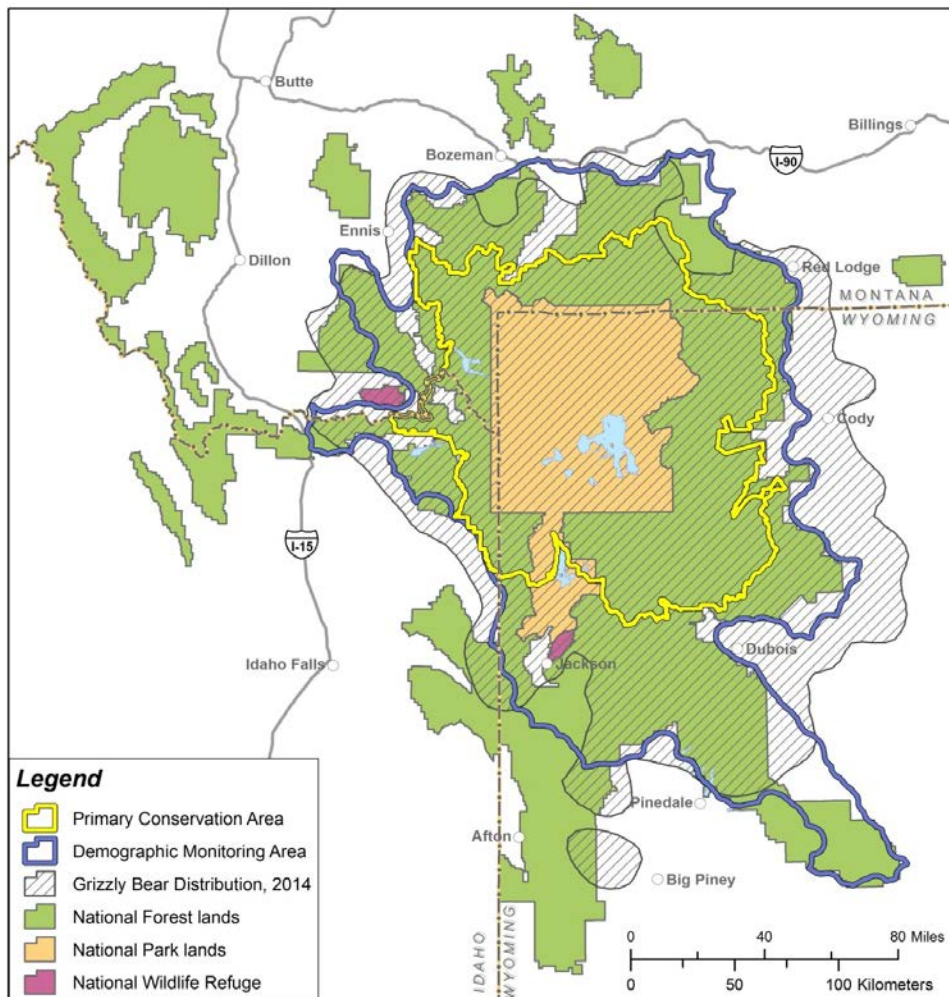 Butte
Billings
Bozeman
I-90
Ennis
Dillon
Red Lodge
MONTANA
WYOMING
Cody
I-15
Idaho Falls
Jackson
Dubois
Pinedale
Afton
Big Piney
IDAHO
WYOMING
Legend
Primary Conservation Area
Demographic Monitoring Area
Grizzly Bear Distribution, 2014
National Forest lands
National Park lands
National Wildlife Refuge
0 40 80 Miles
0 50 100 Kilometers